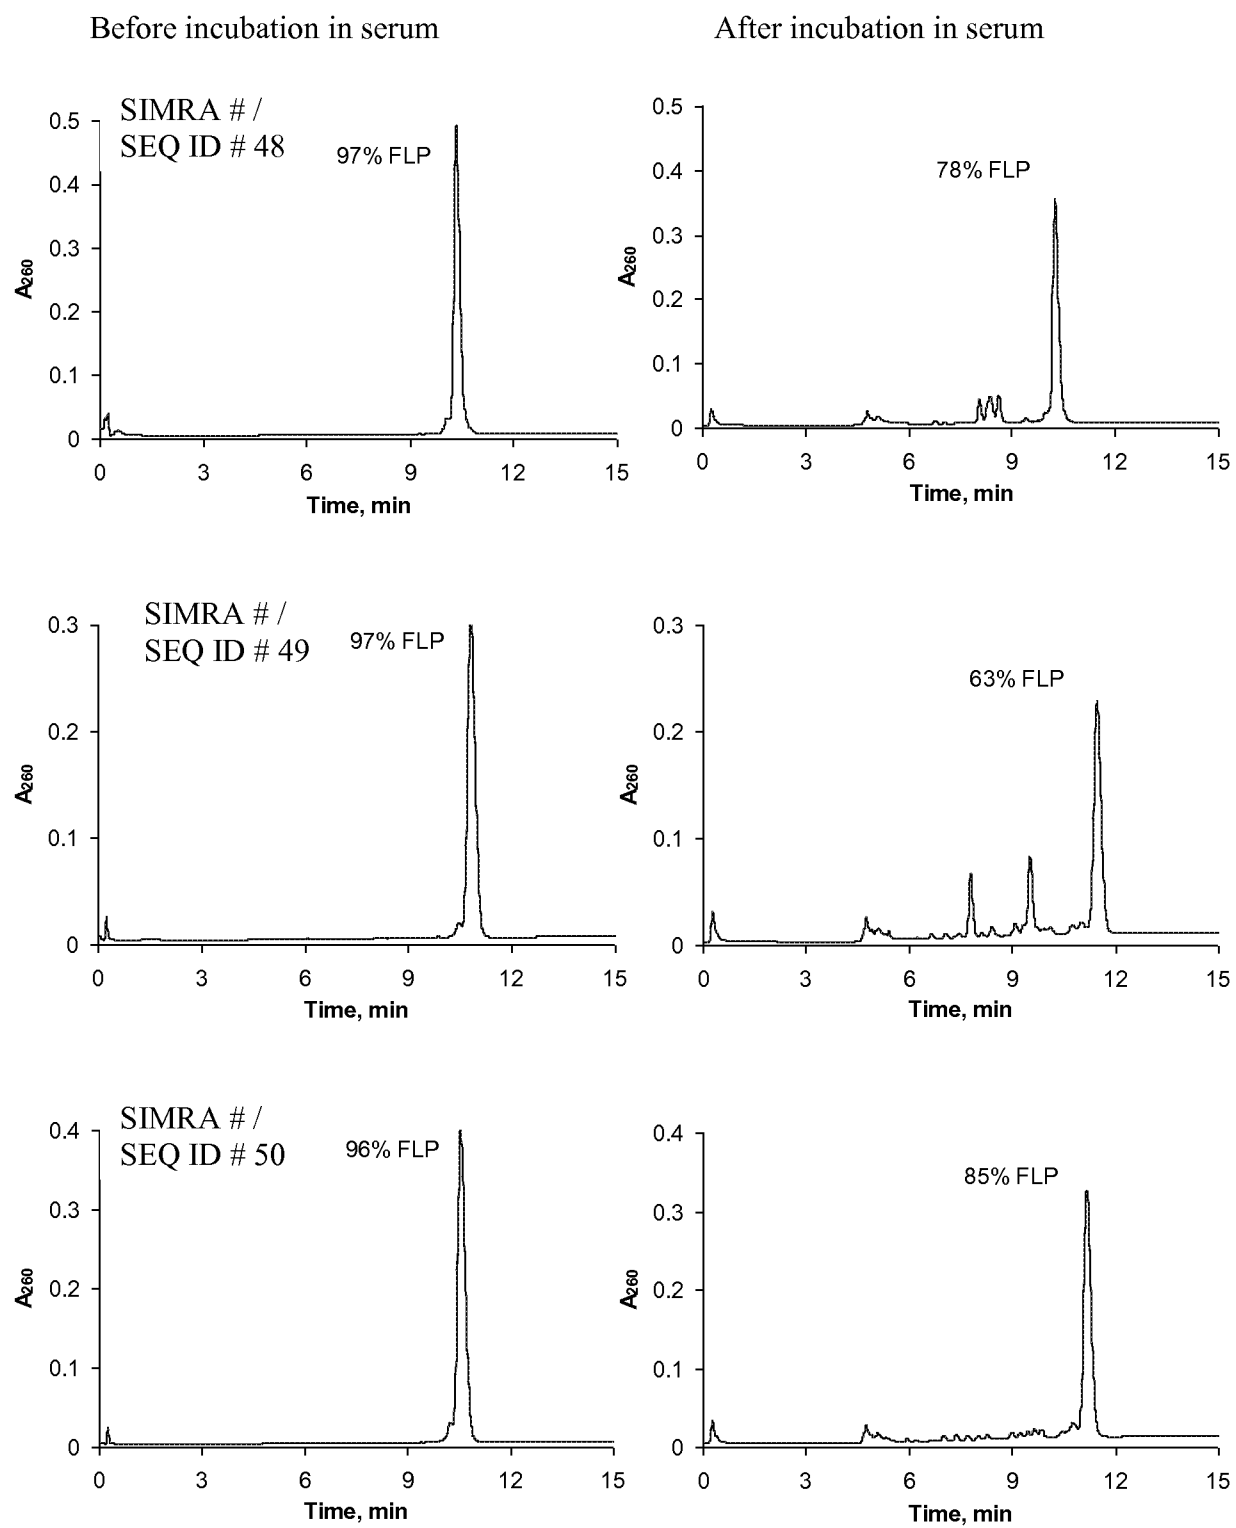 Before incubation in serum
After incubation in serum
SIMRA # /
SEQ ID # 48
97% FLP
0.5
0.4
0.3
0.2
0.1
0
A260
0 3 6 9 12 15
Time, min
78% FLP
0.5
0.4
0.3
0.2
0.1
0
A260
0 3 6 9 12 15
Time, min
SIMRA # /
SEQ ID # 49
97% FLP
0.3
0.2
0.1
0
A260
0 3 6 9 12 15
Time, min
63% FLP
0.3
0.2
0.1
0
A260
0 3 6 9 12 15
Time, min
SIMRA # /
SEQ ID # 50
96% FLP
0.4
0.3
0.2
0.1
0
A260
0 3 6 9 12 15
Time, min
85% FLP
0.4
0.3
0.2
0.1
0
A260
0 3 6 9 12 15
Time, min